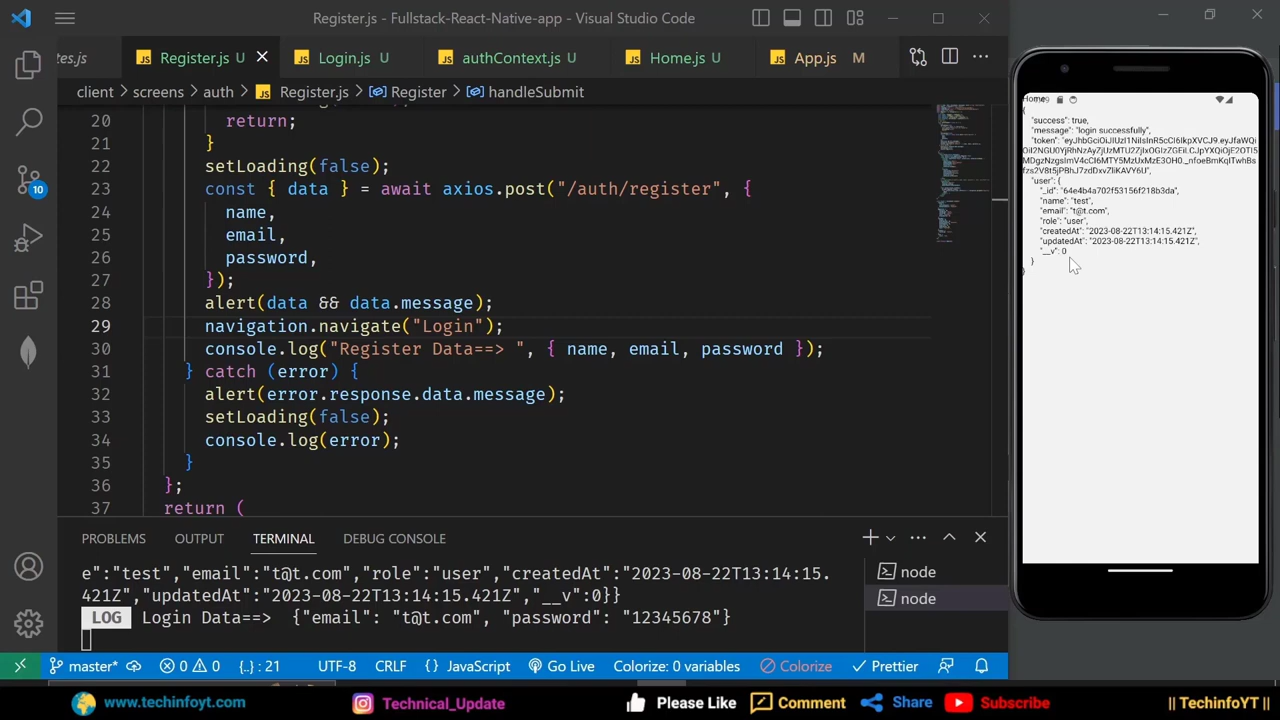 Register.js - Fullstack-React-Native-app - Visual Studio Code
tes.js
Register.js U
Login.js U
authContext.js U
Home.js U
App.js M
client > screens > auth > Register.js > Register > handleSubmit
20 return;
21 }
22 setLoading(false);
23 const { data } = await axios.post("/auth/register", {
24 name,
25 email,
26 password,
27 });
28 alert(data && data.message);
29 navigation.navigate("Login");
30 console.log("Register Data==> ", { name, email, password });
31 } catch (error) {
32 alert(error.response.data.message);
33 setLoading(false);
34 console.log(error);
35 }
36 };
37 return (
10
PROBLEMS OUTPUT TERMINAL DEBUG CONSOLE
e":"test","email":"t@t.com","role":"user","createdAt":"2023-08-22T13:14:15.
421Z","updatedAt":"2023-08-22T13:14:15.421Z","__v":0}}
LOG Login Data==> {"email": "t@t.com", "password": "12345678"}
node
node
master* 0 0 {..} : 21 UTF-8 CRLF {} JavaScript Go Live Colorize: 0 variables Colorize Prettier
Home
{
"success": true,
"message": "login successfully",
"user": {
"_id": "64e4b4a702f53156f218b3da",
"name": "test",
"email": "t@t.com",
"role": "user",
"createdAt": "2023-08-22T13:14:15.421Z",
"updatedAt": "2023-08-22T13:14:15.421Z",
"__v": 0
}
}
www.techinfoyt.com
Technical_Update
Please Like
Comment
Share
Subscribe
|| TechinfoYT ||